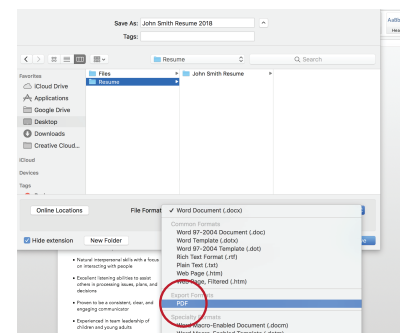 Save As: John Smith Resume 2018
Tags:
Resume
Search
Favorites
iCloud Drive
Applications
Google Drive
Desktop
Downloads
Creative Cloud...
iCloud
Devices
Tags
Files
Resume
John Smith Resume
Online Locations
File Format
✓ Word Document (.docx)
Common Formats
Word 97-2004 Document (.doc)
Word Template (.dotx)
Word 97-2004 Template (.dot)
Rich Text Format (.rtf)
Plain Text (.txt)
Web Page (.htm)
Web Page, Filtered (.htm)
Export Formats
PDF
Specialty Formats
Word Macro-Enabled Document (.docm)
Hide extension
New Folder
• Natural interpersonal skills with a focus
on interacting with people
• Excellent listening abilities to assist
others in processing issues, plans, and
decisions
• Proven to be a consistent, clear, and
engaging communicator
• Experienced in team leadership of
children and young adults